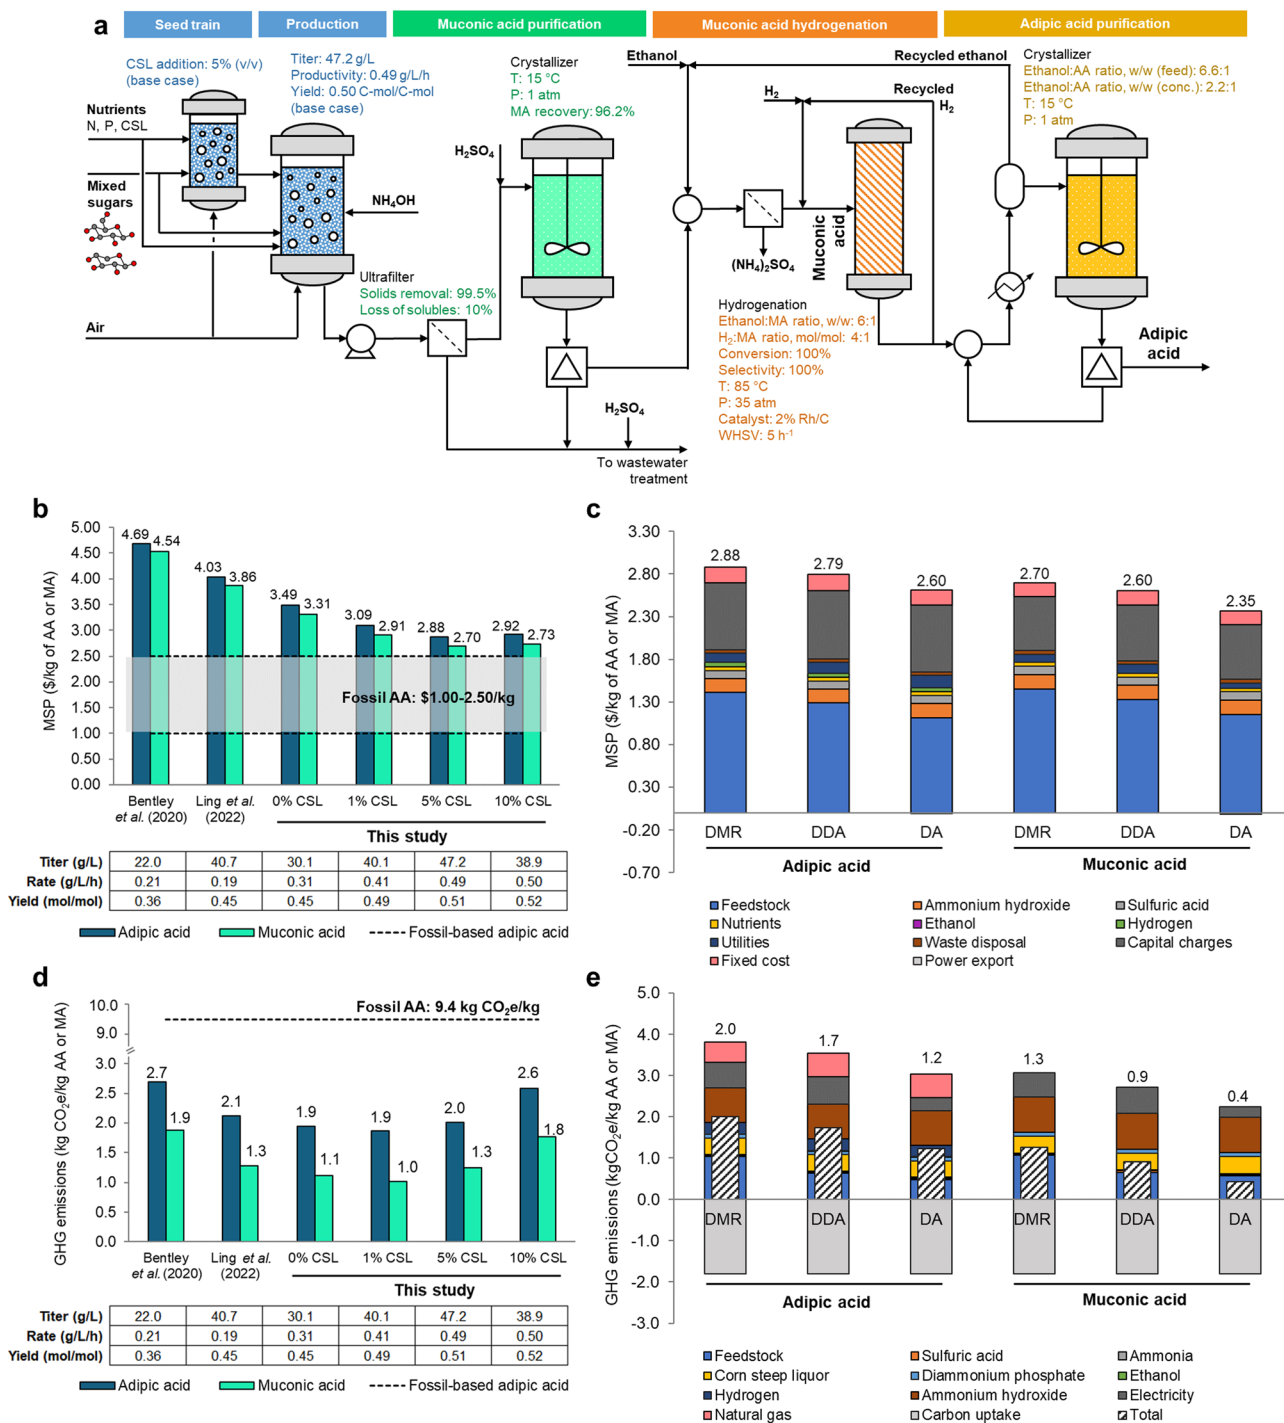 a
Seed train
Production
Muconic acid purification
Muconic acid hydrogenation
Adipic acid purification
CSL addition: 5% (v/v)
(base case)
Titer: 47.2 g/L
Productivity: 0.49 g/L/h
Yield: 0.50 C-mol/C-mol
(base case)
Crystallizer
T: 15 °C
P: 1 atm
MA recovery: 96.2%
Ethanol
Recycled ethanol
Crystallizer
Ethanol:AA ratio, w/w (feed): 6.6:1
Ethanol:AA ratio, w/w (conc.): 2.2:1
T: 15 °C
P: 1 atm
H2
Recycled
H2
Nutrients
N, P, CSL
H2SO4
Mixed
sugars
NH4OH
Muconic
acid
(NH4)2SO4
Ultrafilter
Solids removal: 99.5%
Loss of solubles: 10%
Air
Hydrogenation
Ethanol:MA ratio, w/w: 6:1
H2:MA ratio, mol/mol: 4:1
Conversion: 100%
Selectivity: 100%
T: 85 °C
P: 35 atm
Catalyst: 2% Rh/C
WHSV: 5 h-1
Adipic
acid
H2SO4
To wastewater
treatment
b
MSP ($/kg of AA or MA)
5.00
4.50
4.00
3.50
3.00
2.50
2.00
1.50
1.00
0.50
0.00
4.69
4.54
4.03
3.86
3.49
3.31
3.09
2.91
2.88
2.70
2.92
2.73
Fossil AA: $1.00-2.50/kg
Bentley
et al. (2020)
Ling et al.
(2022)
0% CSL
1% CSL
5% CSL
10% CSL
This study
Titer (g/L) 22.0 40.7 30.1 40.1 47.2 38.9
Rate (g/L/h) 0.21 0.19 0.31 0.41 0.49 0.50
Yield (mol/mol) 0.36 0.45 0.45 0.49 0.51 0.52
Adipic acid
Muconic acid
Fossil-based adipic acid
c
MSP ($/kg of AA or MA)
3.30
2.80
2.30
1.80
1.30
0.80
0.30
-0.20
-0.70
2.88
2.79
2.60
2.70
2.60
2.35
DMR
DDA
DA
DMR
DDA
DA
Adipic acid
Muconic acid
Feedstock
Ammonium hydroxide
Sulfuric acid
Nutrients
Ethanol
Hydrogen
Utilities
Waste disposal
Capital charges
Fixed cost
Power export
d
GHG emissions (kg CO2e/kg AA or MA)
10.0
9.0
3.0
2.5
2.0
1.5
1.0
0.5
0.0
Fossil AA: 9.4 kg CO2e/kg
2.7
1.9
2.1
1.3
1.9
1.1
1.9
1.0
2.0
1.3
2.6
1.8
Bentley
et al. (2020)
Ling et al.
(2022)
0% CSL
1% CSL
5% CSL
10% CSL
This study
Titer (g/L) 22.0 40.7 30.1 40.1 47.2 38.9
Rate (g/L/h) 0.21 0.19 0.31 0.41 0.49 0.50
Yield (mol/mol) 0.36 0.45 0.45 0.49 0.51 0.52
Adipic acid
Muconic acid
Fossil-based adipic acid
e
GHG emissions (kgCO2e/kg AA or MA)
5.0
4.0
3.0
2.0
1.0
0.0
-1.0
-2.0
-3.0
2.0
1.7
1.2
1.3
0.9
0.4
DMR
DDA
DA
DMR
DDA
DA
Adipic acid
Muconic acid
Feedstock
Sulfuric acid
Ammonia
Corn steep liquor
Diammonium phosphate
Ethanol
Hydrogen
Ammonium hydroxide
Electricity
Natural gas
Carbon uptake
Total